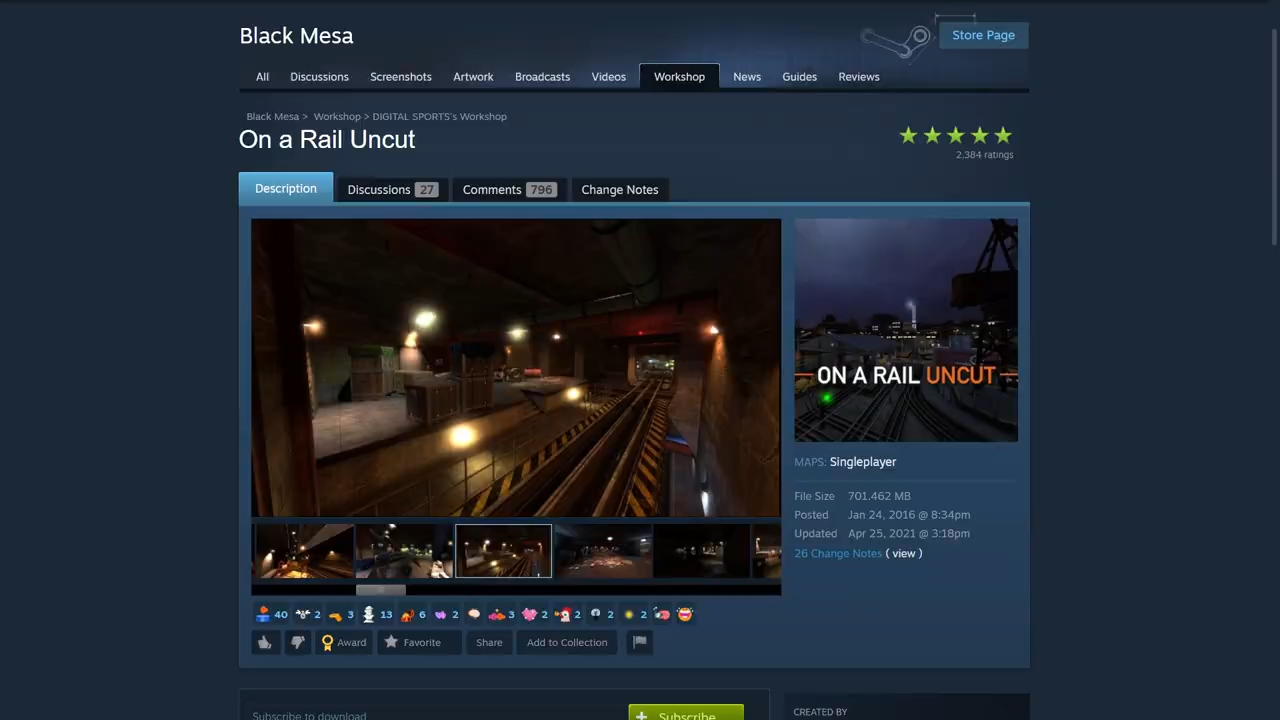 Black Mesa
Store Page
All Discussions Screenshots Artwork Broadcasts Videos Workshop News Guides Reviews
Black Mesa > Workshop > DIGITAL SPORTS's Workshop
On a Rail Uncut
2,384 ratings
Description Discussions 27 Comments 796 Change Notes
ON A RAIL UNCUT
MAPS: Singleplayer
File Size 701.462 MB
Posted Jan 24, 2016 @ 8:34pm
Updated Apr 25, 2021 @ 3:18pm
26 Change Notes ( view )
40 2 3 13 6 2 3 2 2 2 2
Award Favorite Share Add to Collection
Subscribe to download
+ Subscribe
CREATED BY